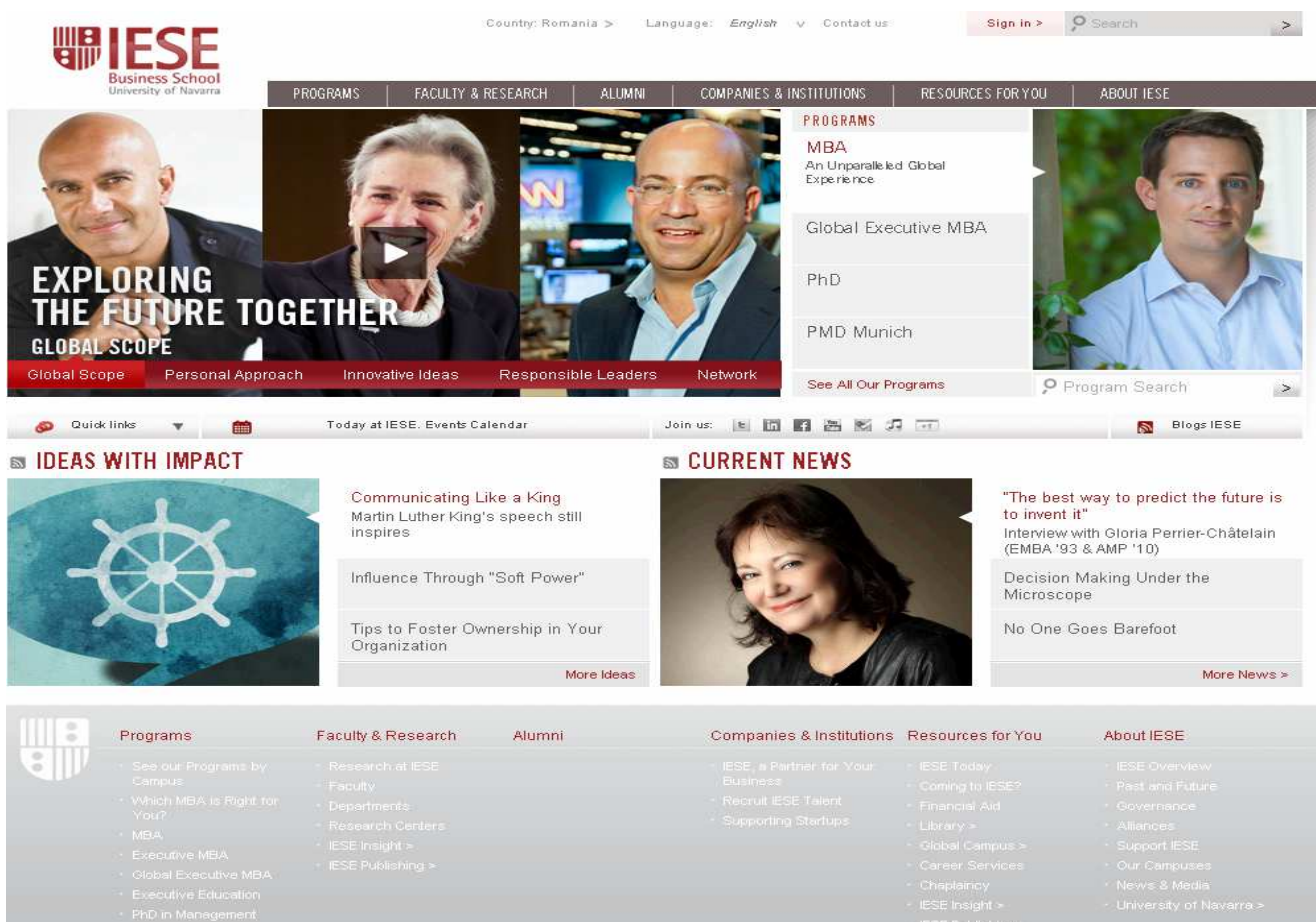 Country: Romania >
Language: English v
Contact us
Sign in >
Search
>
IESE
Business School
University of Navarra
PROGRAMS
FACULTY & RESEARCH
ALUMNI
COMPANIES & INSTITUTIONS
RESOURCES FOR YOU
ABOUT IESE
EXPLORING
THE FUTURE TOGETHER
GLOBAL SCOPE
Global Scope
Personal Approach
Innovative Ideas
Responsible Leaders
Network
PROGRAMS
MBA
An Unparalleled Global
Experience
Global Executive MBA
PhD
PMD Munich
See All Our Programs
Program Search
>
Quick links
Today at IESE. Events Calendar
Join us:
Blogs IESE
IDEAS WITH IMPACT
Communicating Like a King
Martin Luther King's speech still
inspires
Influence Through "Soft Power"
Tips to Foster Ownership in Your
Organization
More Ideas
CURRENT NEWS
"The best way to predict the future is
to invent it"
Interview with Gloria Perrier-Châtelain
(EMBA '93 & AMP '10)
Decision Making Under the
Microscope
No One Goes Barefoot
More News >
Programs
See our Programs by
Campus
Which MBA is Right for
You?
MBA
Executive MBA
Global Executive MBA
Executive Education
PhD in Management
Faculty & Research
Research at IESE
Faculty
Departments
Research Centers
IESE Insight >
IESE Publishing >
Alumni
Companies & Institutions
IESE, a Partner for Your
Business
Recruit IESE Talent
Supporting Startups
Resources for You
IESE Today
Coming to IESE?
Financial Aid
Library >
Global Campus >
Career Services
Chaplaincy
IESE Insight >
About IESE
IESE Overview
Past and Future
Governance
Alliances
Support IESE
Our Campuses
News & Media
University of Navarra >